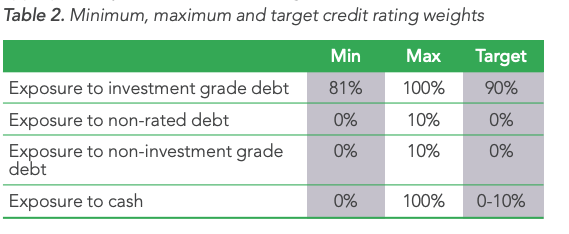 Table 2. Minimum, maximum and target credit rating weights
Min Max Target
Exposure to investment grade debt 81% 100% 90%
Exposure to non-rated debt 0% 10% 0%
Exposure to non-investment grade 0% 10% 0%
debt
Exposure to cash 0% 100% 0-10%